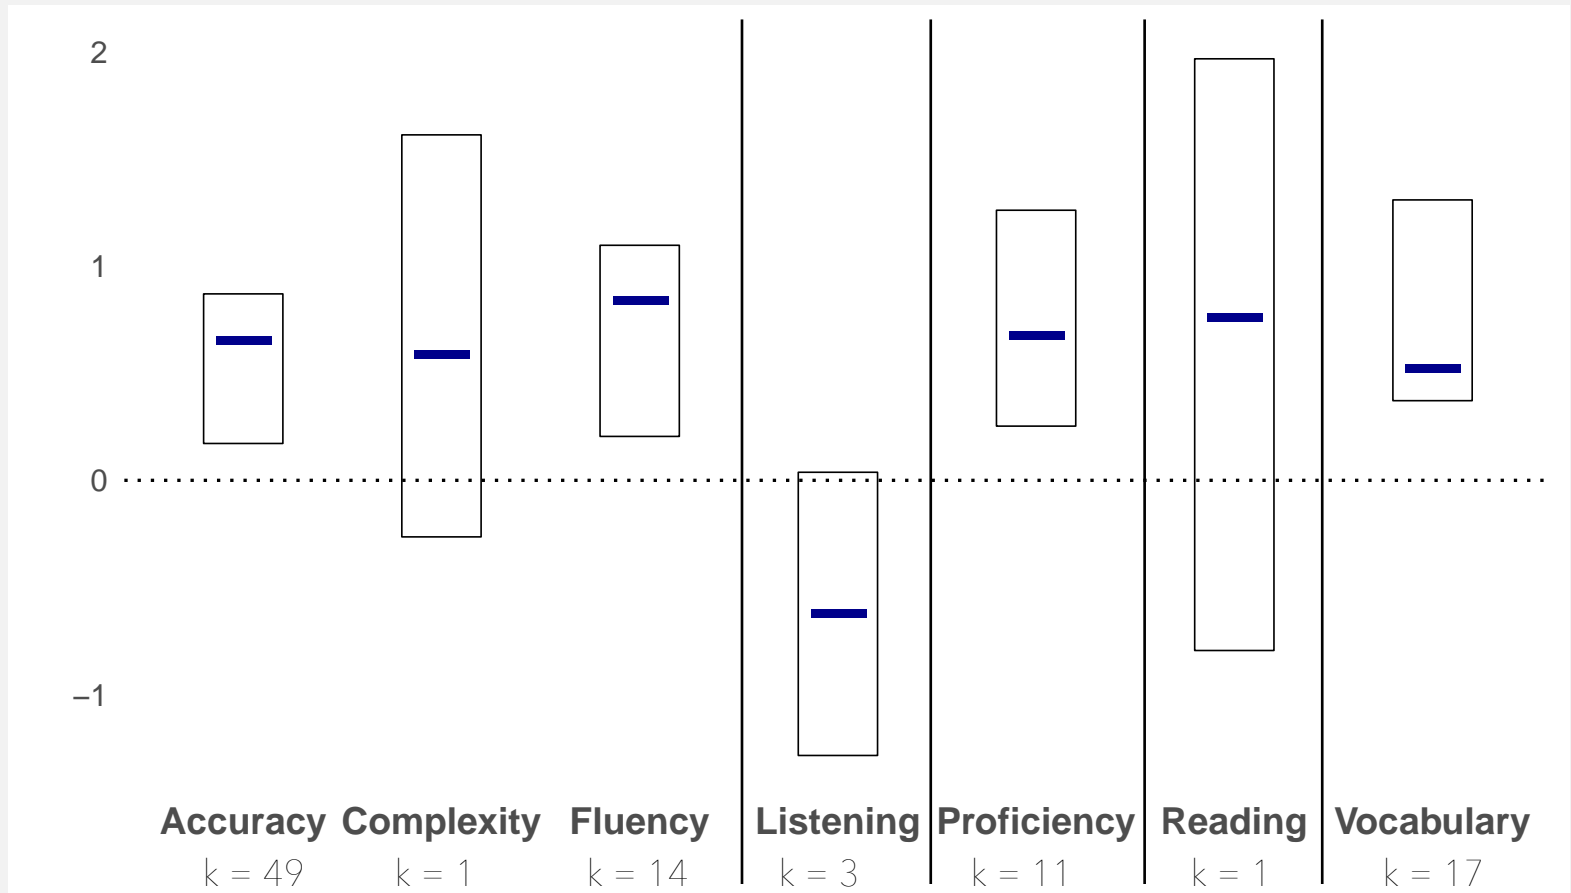 2
1
0
−1
Accuracy Complexity Fluency Listening Proficiency Reading Vocabulary
k = 49 k = 1 k = 14 k = 3 k = 11 k = 1 k = 17